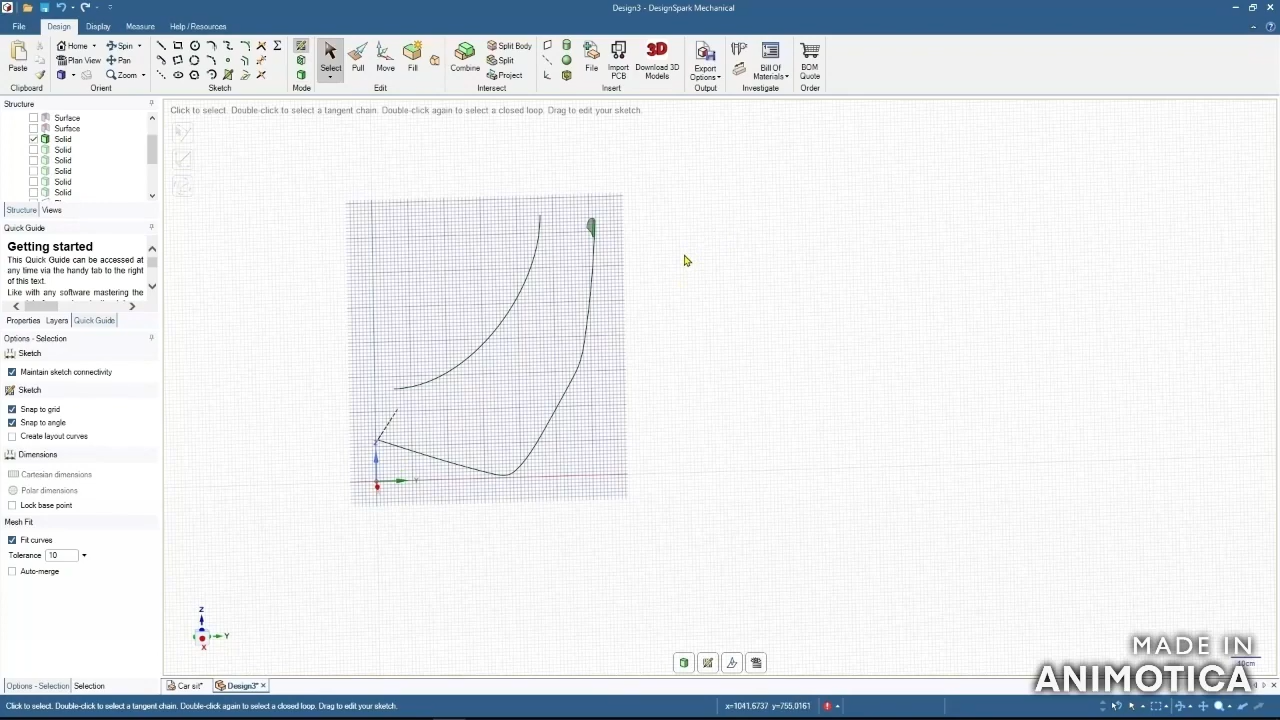 Design3 - DesignSpark Mechanical
File
Design
Display
Measure
Help / Resources
Paste
Home
Spin
Plan View
Pan
Zoom
Select
Pull
Move
Fill
Combine
Split Body
Split
Project
File
Import
PCB
Download 3D
Models
Export
Options
Bill Of
Materials
BOM
Quote
Clipboard
Orient
Sketch
Mode
Edit
Intersect
Insert
Output
Investigate
Order
Structure
Click to select. Double-click to select a tangent chain. Double-click again to select a closed loop. Drag to edit your sketch.
Surface
Surface
Solid
Solid
Solid
Solid
Solid
Solid
Structure Views
Quick Guide
Getting started
This Quick Guide can be accessed at
any time via the handy tab to the right
of this text.
Like with any software mastering the
Properties Layers Quick Guide
Options - Selection
Sketch
Maintain sketch connectivity
Sketch
Snap to grid
Snap to angle
Create layout curves
Dimensions
Cartesian dimensions
Polar dimensions
Lock base point
Mesh Fit
Fit curves
Tolerance 10
Auto-merge
Z
Y
X
MADE IN
ANIMOTICA
Options - Selection Selection
Car sit*
Design3*
Click to select. Double-click to select a tangent chain. Double-click again to select a closed loop. Drag to edit your sketch.
x=1041.6737 y=755.0161